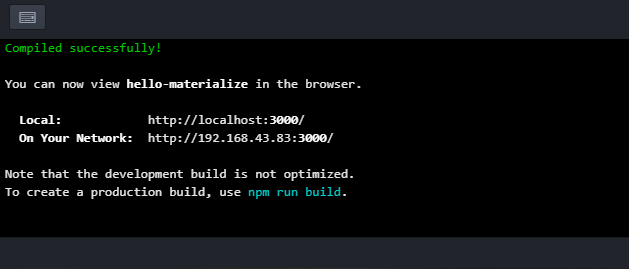 Compiled successfully!
You can now view hello-materialize in the browser.
Local: http://localhost:3000/
On Your Network: http://192.168.43.83:3000/
Note that the development build is not optimized.
To create a production build, use npm run build.